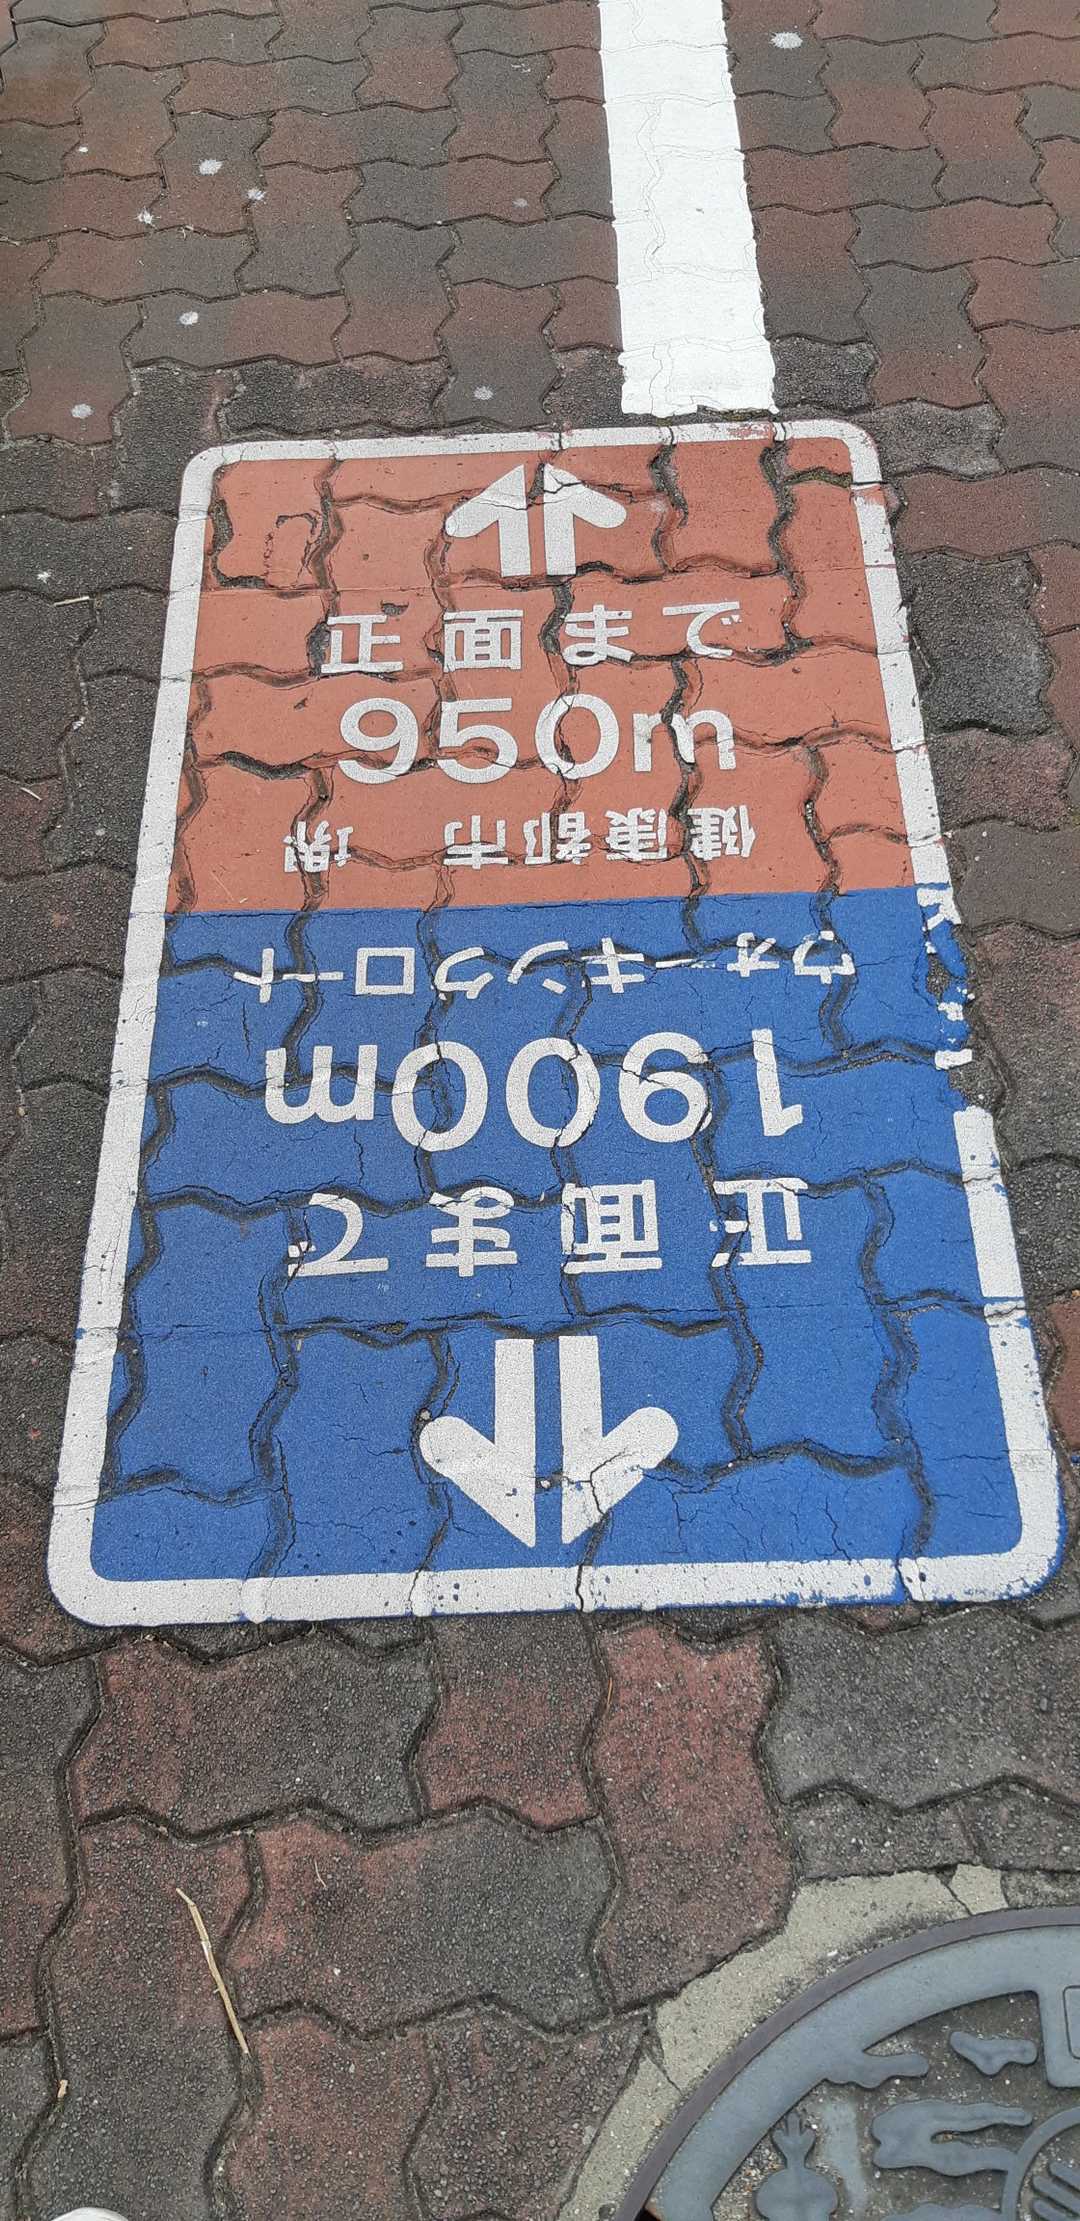 正面まで
950m
正面まで
1900m
ウォーキングロード
健康都市 堺